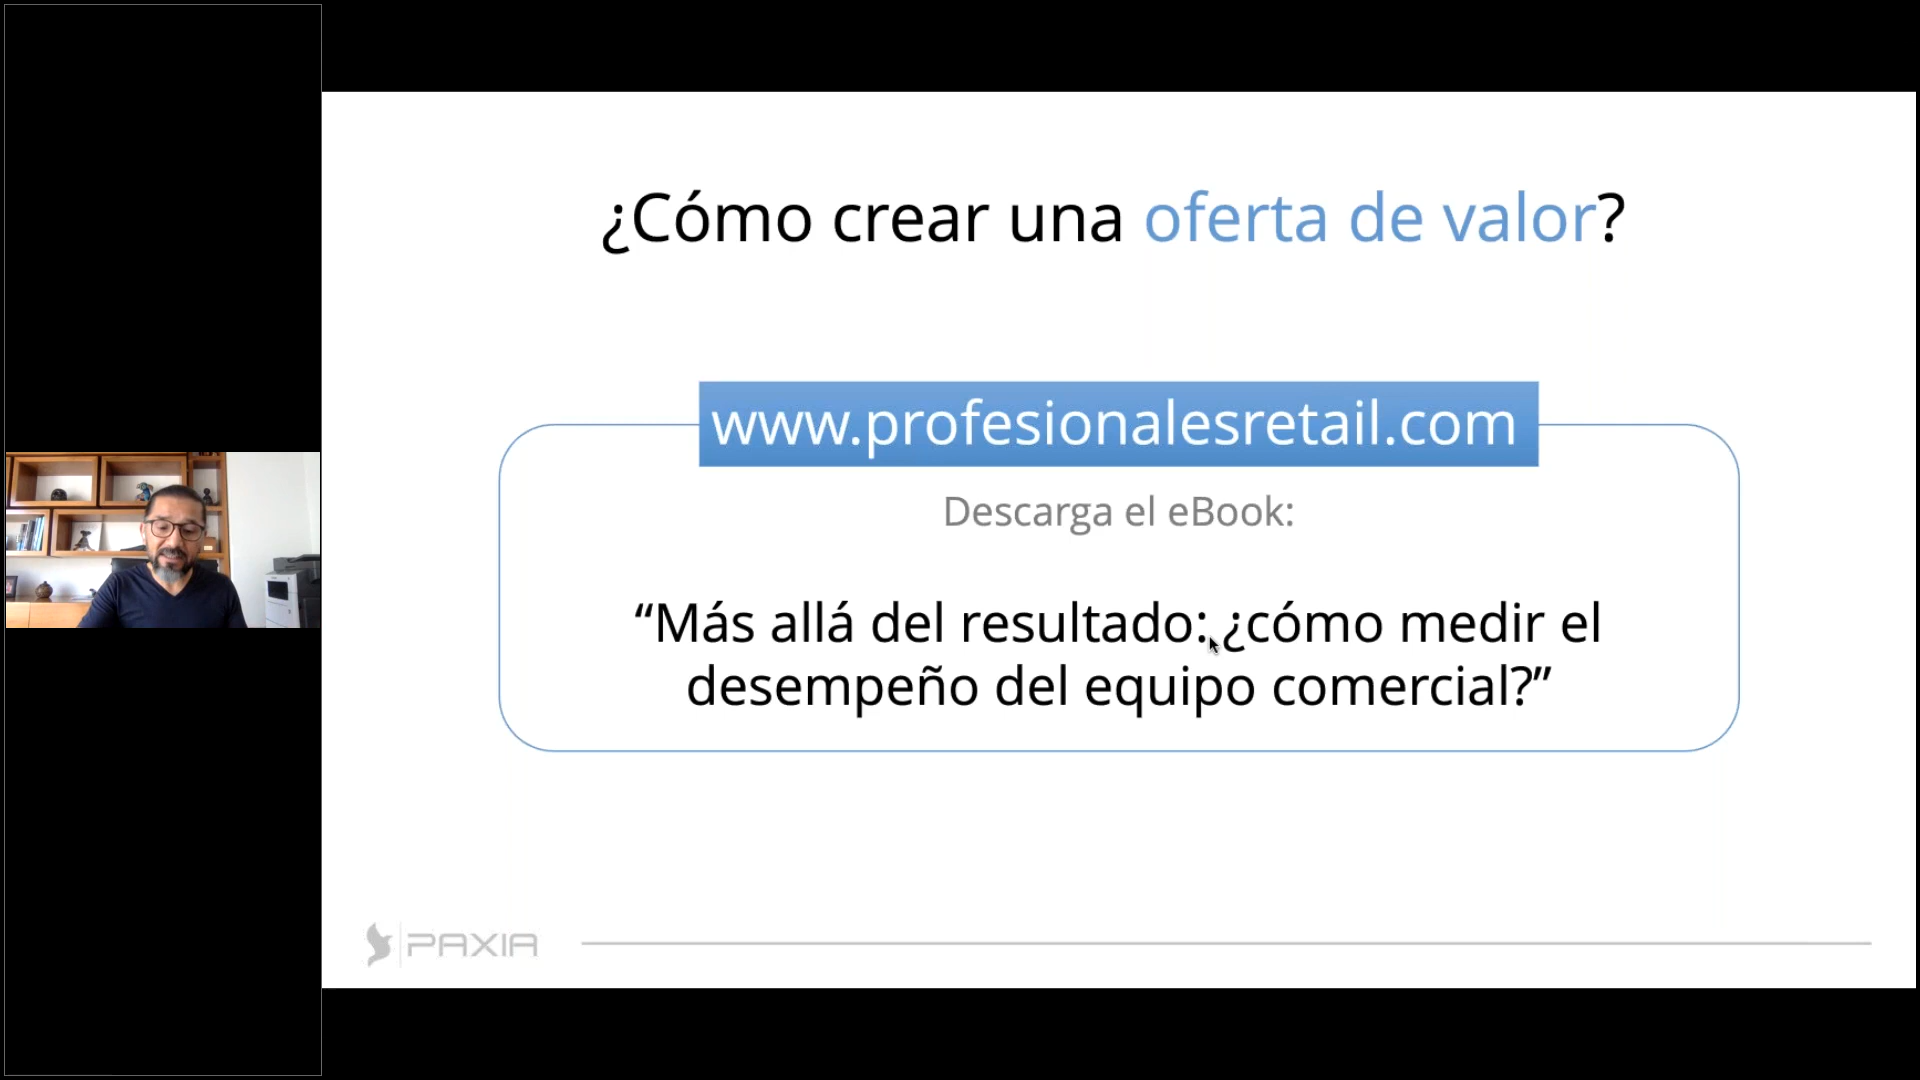 ¿Cómo crear una oferta de valor?
www.profesionalesretail.com
Descarga el eBook:
“Más allá del resultado: ¿cómo medir el
desempeño del equipo comercial?”
PAXIA